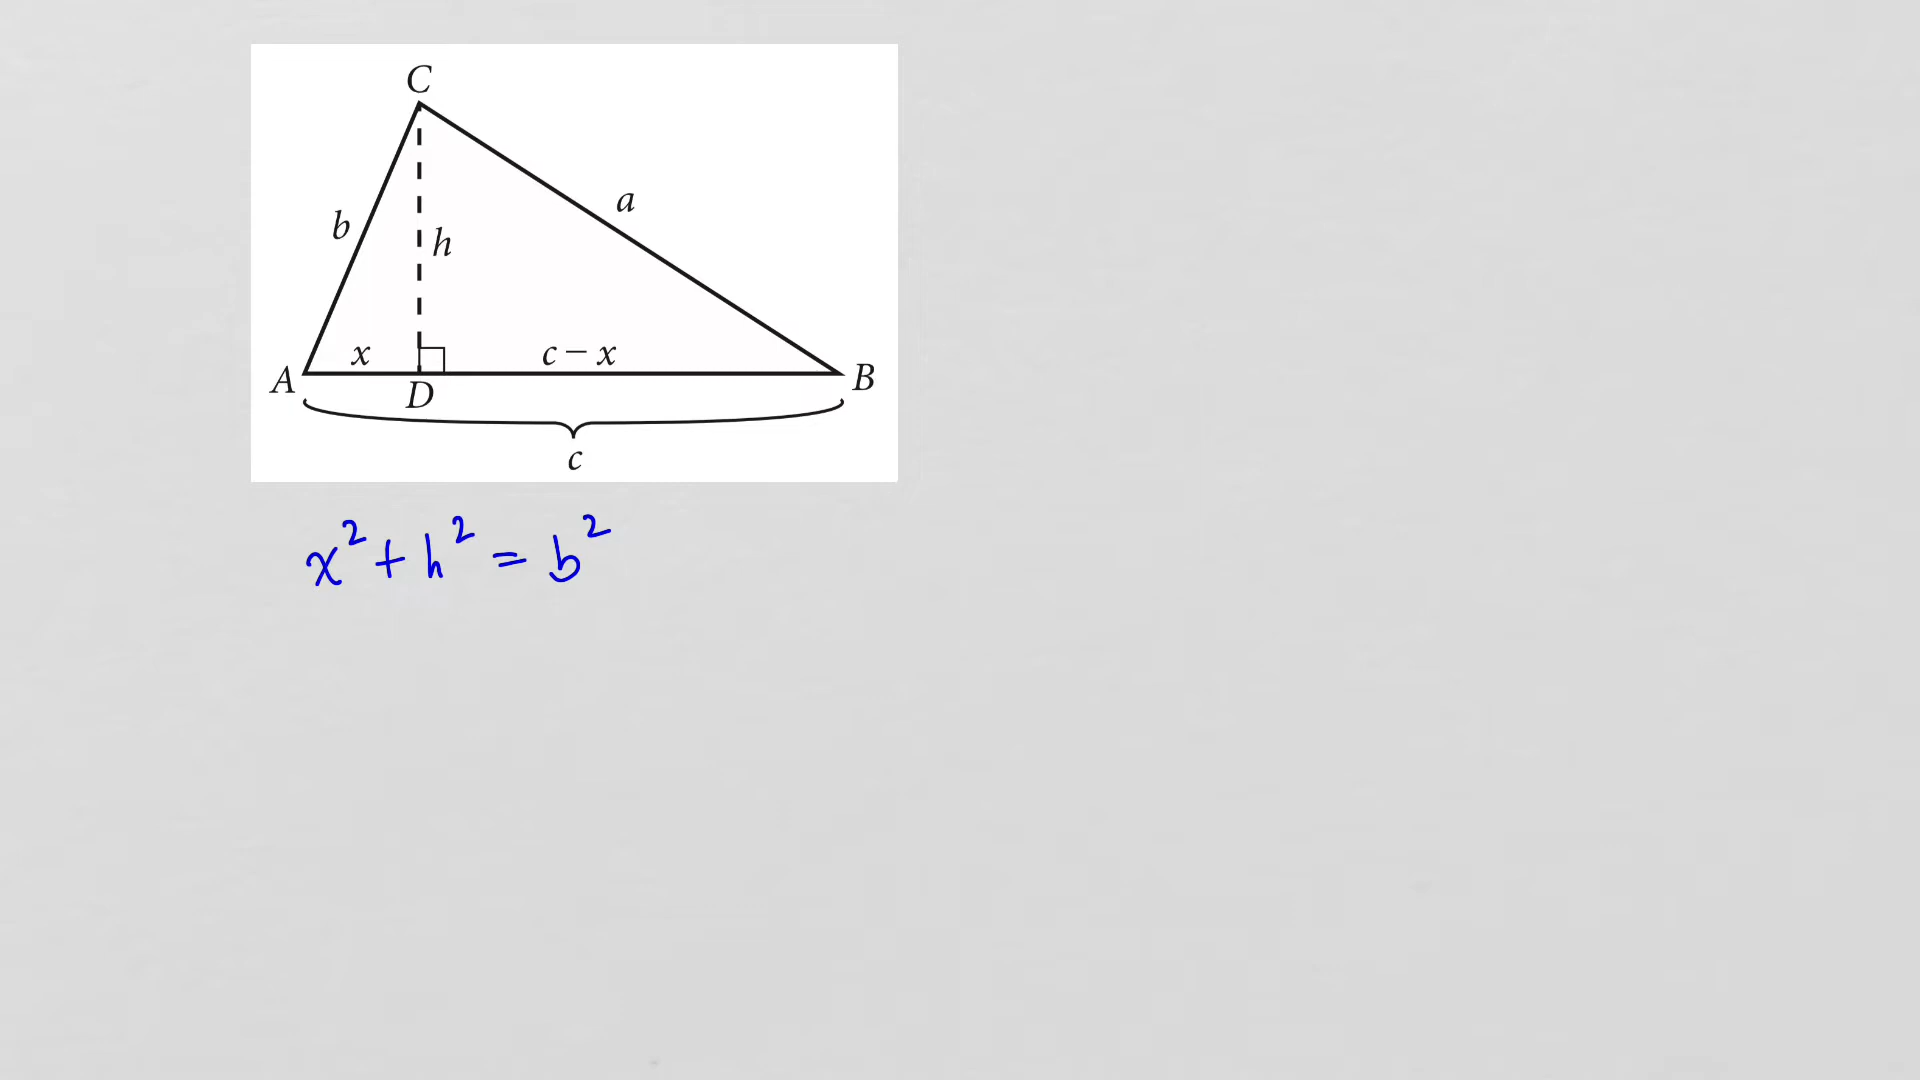 C
b
a
h
x
c − x
A
D
B
c
x² + h² = b²